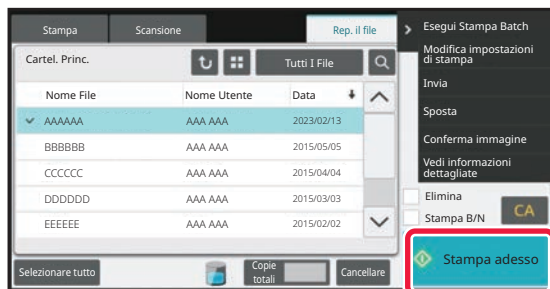 Stampa Scansione Rep. il file
Cartel. Princ. Tutti I File
Nome File Nome Utente Data
AAAAAA AAA AAA 2023/02/13
BBBBBB AAA AAA 2015/05/05
CCCCCC AAA AAA 2015/04/04
DDDDDD AAA AAA 2015/03/03
EEEEEE AAA AAA 2015/02/02
Selezionare tutto
Copie
totali
Cancellare
Esegui Stampa Batch
Modifica impostazioni
di stampa
Invia
Sposta
Conferma immagine
Vedi informazioni
dettagliate
Elimina
Stampa B/N
CA
Stampa adesso